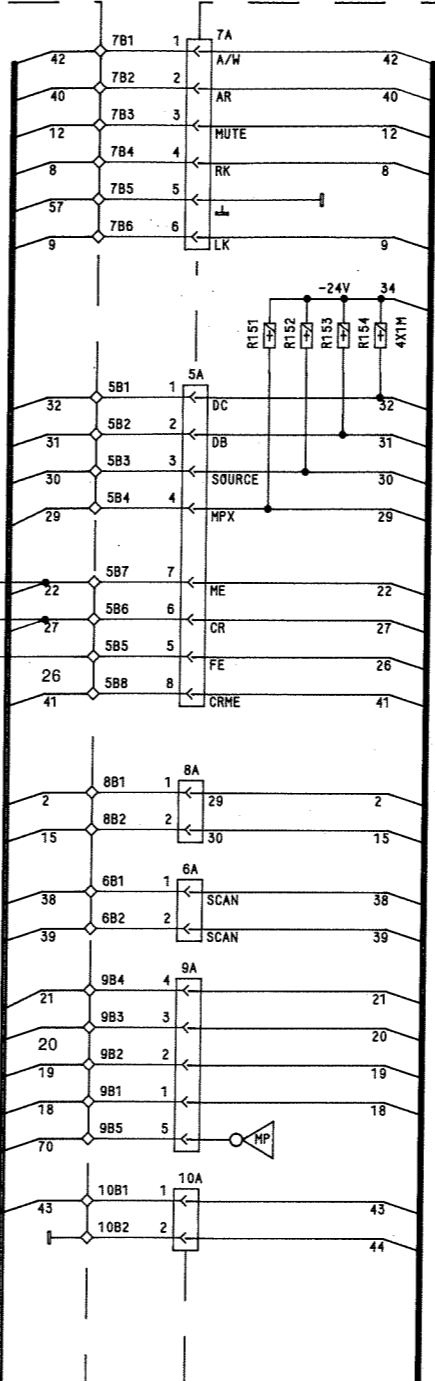 7A
42 7B1 1 A/W 42
40 7B2 2 AR 40
12 7B3 3 MUTE 12
8 7B4 4 RK 8
57 7B5 5
9 7B6 6 LK 9
-24V 34
R151 R152 R153 R154 4X1M
5A
32 5B1 1 DC 32
31 5B2 2 DB 31
30 5B3 3 SOURCE 30
29 5B4 4 MPX 29
22 5B7 7 ME 22
27 5B6 6 CR 27
26 5B5 5 FE 26
41 5B8 8 CRME 41
8A
2 8B1 1 29 2
15 8B2 2 30 15
6A
38 6B1 1 SCAN 38
39 6B2 2 SCAN 39
9A
21 9B4 4 21
20 9B3 3 20
19 9B2 2 19
18 9B1 1 18
70 9B5 5 MP
10A
43 10B1 1 43
10B2 2 44